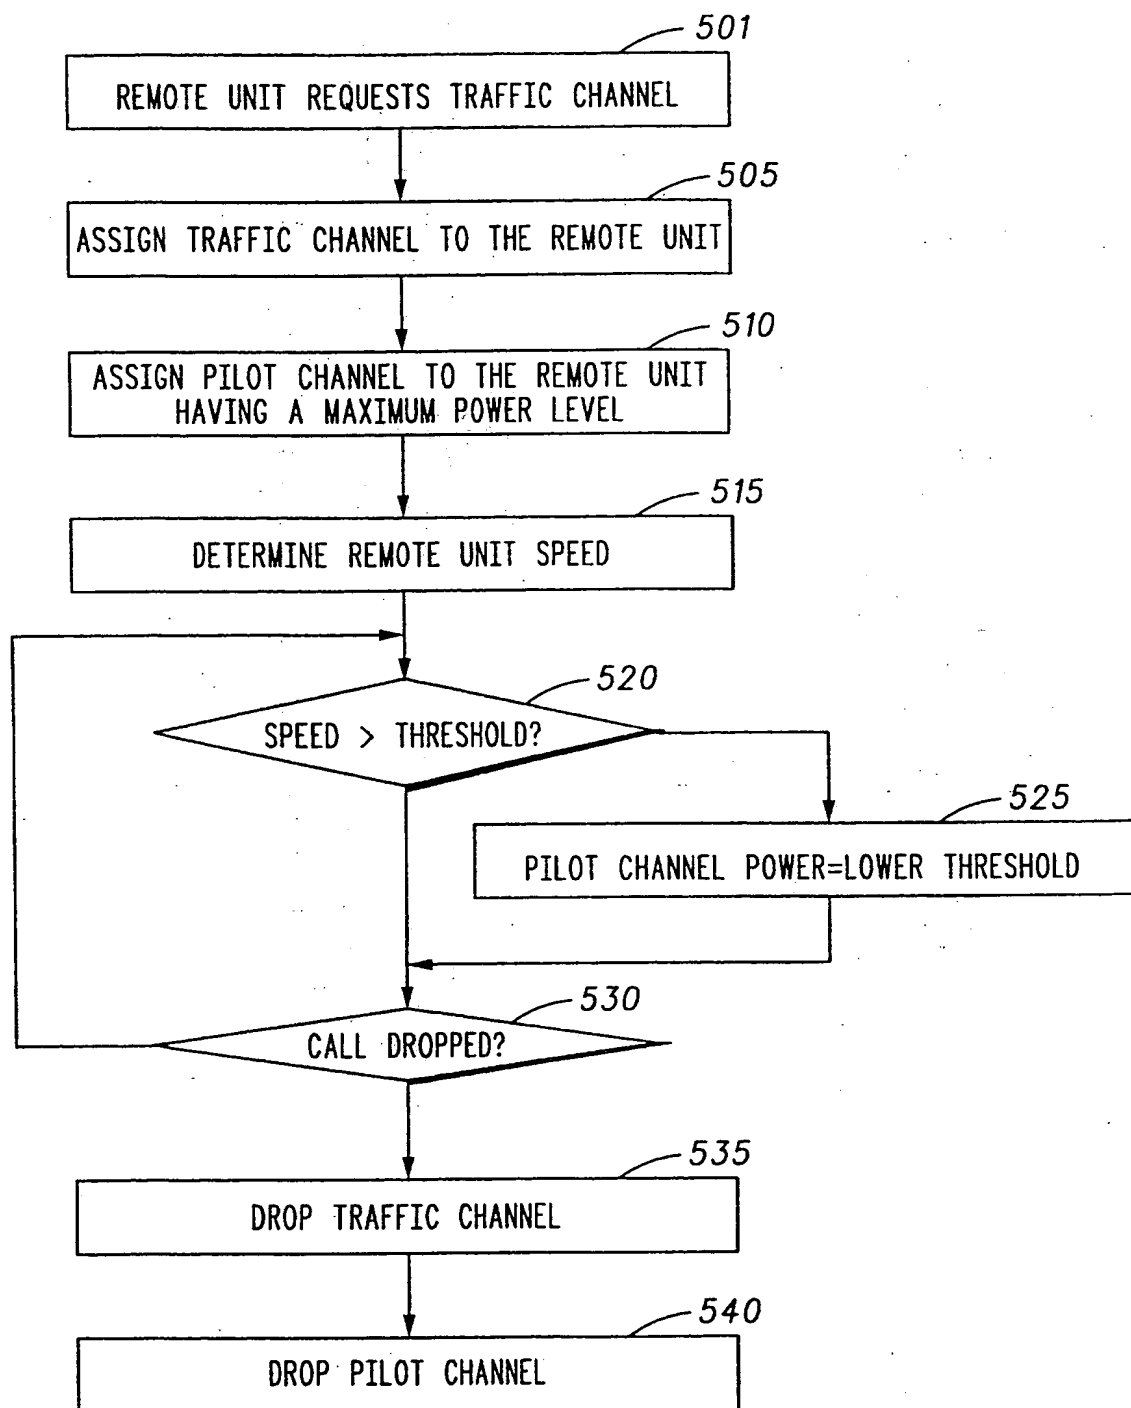 501
REMOTE UNIT REQUESTS TRAFFIC CHANNEL
505
ASSIGN TRAFFIC CHANNEL TO THE REMOTE UNIT
510
ASSIGN PILOT CHANNEL TO THE REMOTE UNIT
HAVING A MAXIMUM POWER LEVEL
515
DETERMINE REMOTE UNIT SPEED
520
SPEED > THRESHOLD?
525
PILOT CHANNEL POWER=LOWER THRESHOLD
530
CALL DROPPED?
535
DROP TRAFFIC CHANNEL
540
DROP PILOT CHANNEL